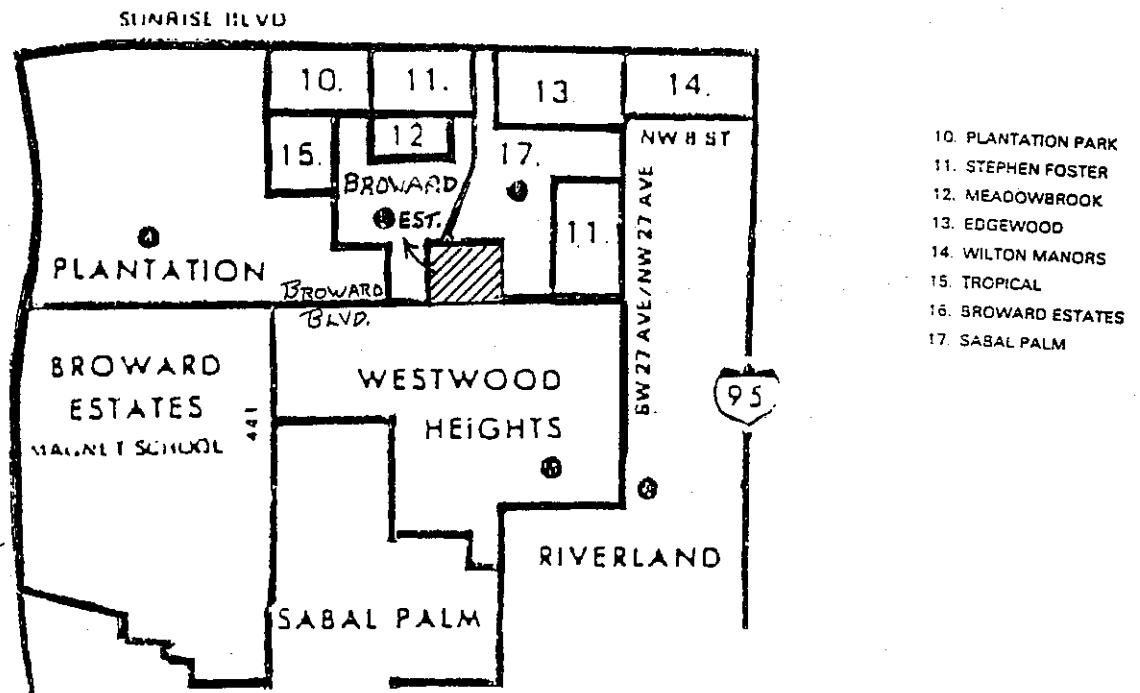 SUNRISE BLVD
10.
11.
13.
14.
15.
12
17.
NW 8 ST
BROWARD
EST.
11.
PLANTATION
BROWARD
BLVD.
SW 27 AVE/NW 27 AVE
BROWARD
ESTATES
MAGNET SCHOOL
441
WESTWOOD
HEIGHTS
95
RIVERLAND
SABAL PALM
10. PLANTATION PARK
11. STEPHEN FOSTER
12. MEADOWBROOK
13. EDGEWOOD
14. WILTON MANORS
15. TROPICAL
16. BROWARD ESTATES
17. SABAL PALM